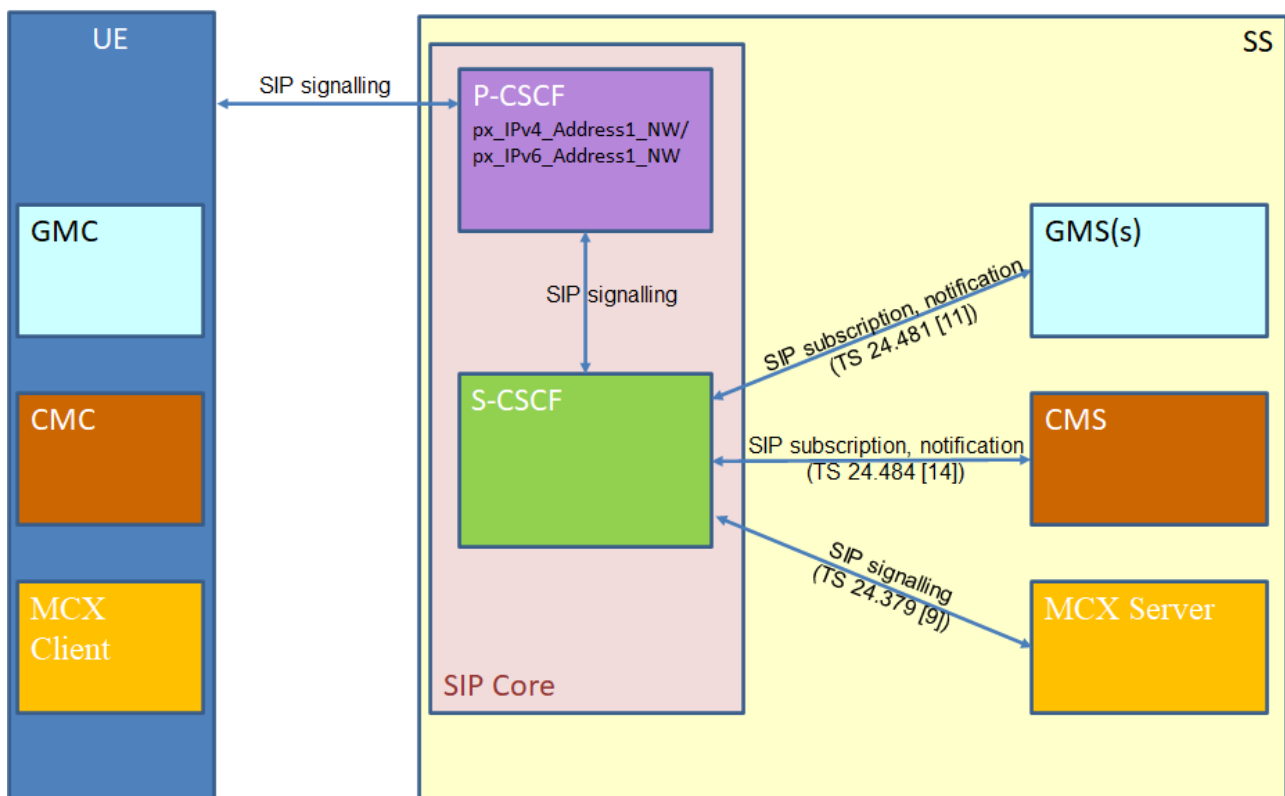 UE
SS
SIP signalling
P-CSCF
px_IPv4_Address1_NW/
px_IPv6_Address1_NW
GMC
GMS(s)
SIP signalling
SIP subscription, notification
(TS 24.481 [11])
S-CSCF
CMC
CMS
SIP subscription, notification
(TS 24.484 [14])
SIP signalling
(TS 24.379 [9])
MCX
Client
MCX Server
SIP Core